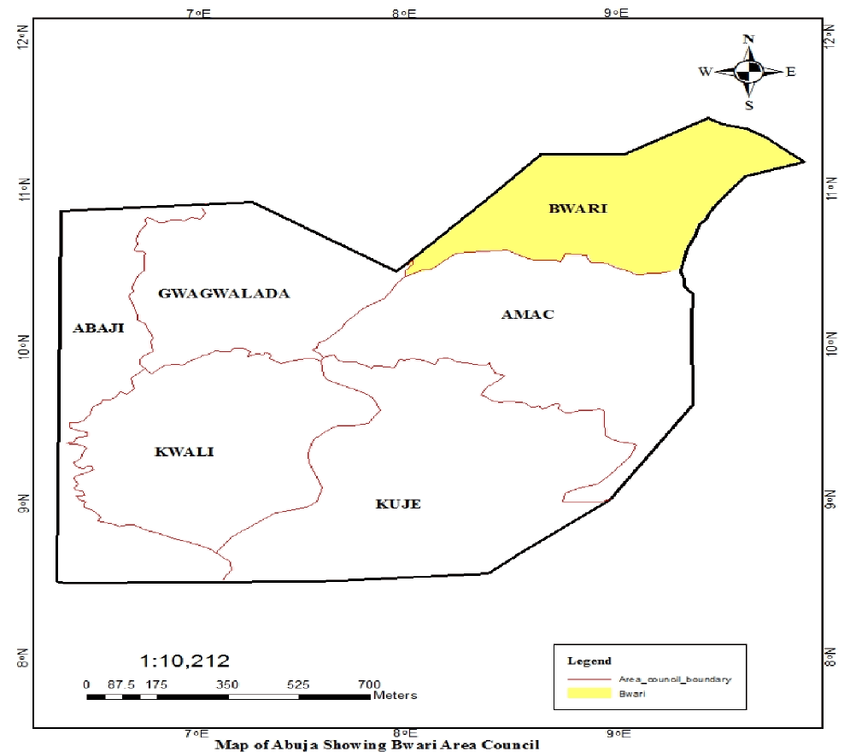 7°E 8°E 9°E
12°N 12°N
N
W E
S
11°N 11°N
BWARI
GWAGWALADA
AMAC
ABAJI
10°N 10°N
KWALI
KUJE
9°N 9°N
1:10,212
8°N 8°N
Legend
Area_council_boundary
Bwari
0 87.5 175 350 525 700
Meters
7°E 8°E 9°E
Map of Abuja Showing Bwari Area Council